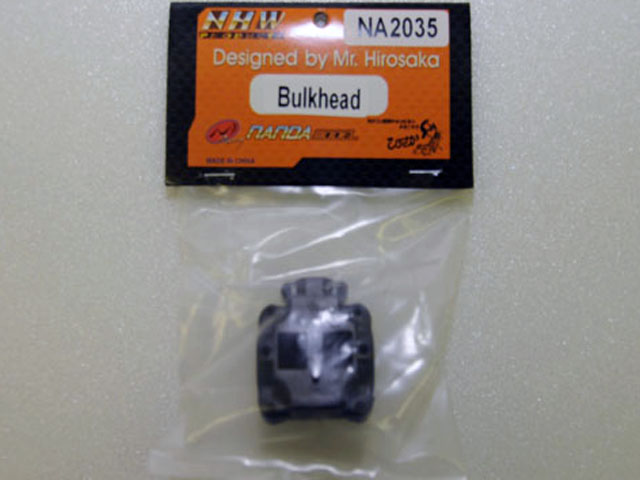 NHW
NA2035
Designed by Mr. Hirosaka
Bulkhead
NANDA
MADE IN CHINA